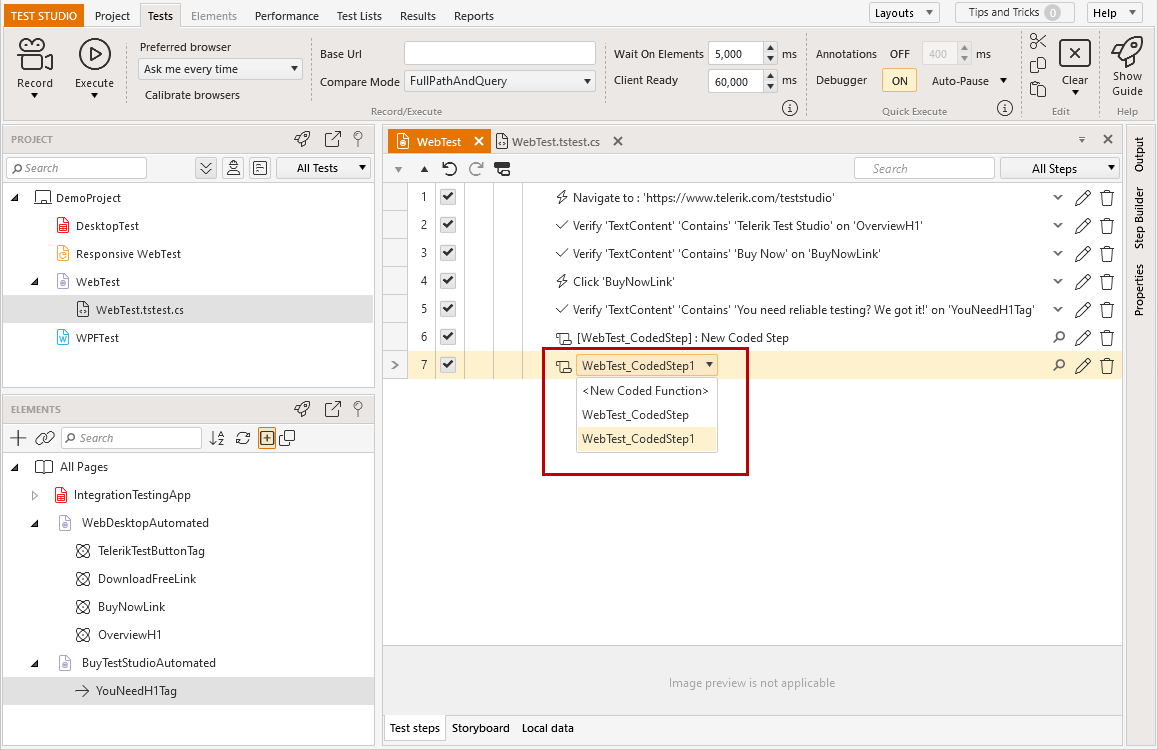 TEST STUDIO Project Tests Elements Performance Test Lists Results Reports Layouts Tips and Tricks 0 Help
Record
Execute
Preferred browser
Ask me every time
Calibrate browsers
Base Url
Compare Mode FullPathAndQuery
Wait On Elements 5,000 ms
Client Ready 60,000 ms
Record/Execute
Annotations OFF 400 ms
Debugger ON Auto-Pause
Quick Execute
Clear
Edit
Show
Guide
Help
PROJECT
Search All Tests
DemoProject
DesktopTest
Responsive WebTest
WebTest
WebTest.tstest.cs
WPFTest
ELEMENTS
Search
All Pages
IntegrationTestingApp
WebDesktopAutomated
TelerikTestButtonTag
DownloadFreeLink
BuyNowLink
OverviewH1
BuyTestStudioAutomated
YouNeedH1Tag
WebTest WebTest.tstest.cs
Search All Steps
1 Navigate to : 'https://www.telerik.com/teststudio'
2 Verify 'TextContent' 'Contains' 'Telerik Test Studio' on 'OverviewH1'
3 Verify 'TextContent' 'Contains' 'Buy Now' on 'BuyNowLink'
4 Click 'BuyNowLink'
5 Verify 'TextContent' 'Contains' 'You need reliable testing? We got it!' on 'YouNeedH1Tag'
6 [WebTest_CodedStep] : New Coded Step
7 WebTest_CodedStep1
<New Coded Function>
WebTest_CodedStep
WebTest_CodedStep1
Image preview is not applicable
Test steps Storyboard Local data
Output
Step Builder
Properties